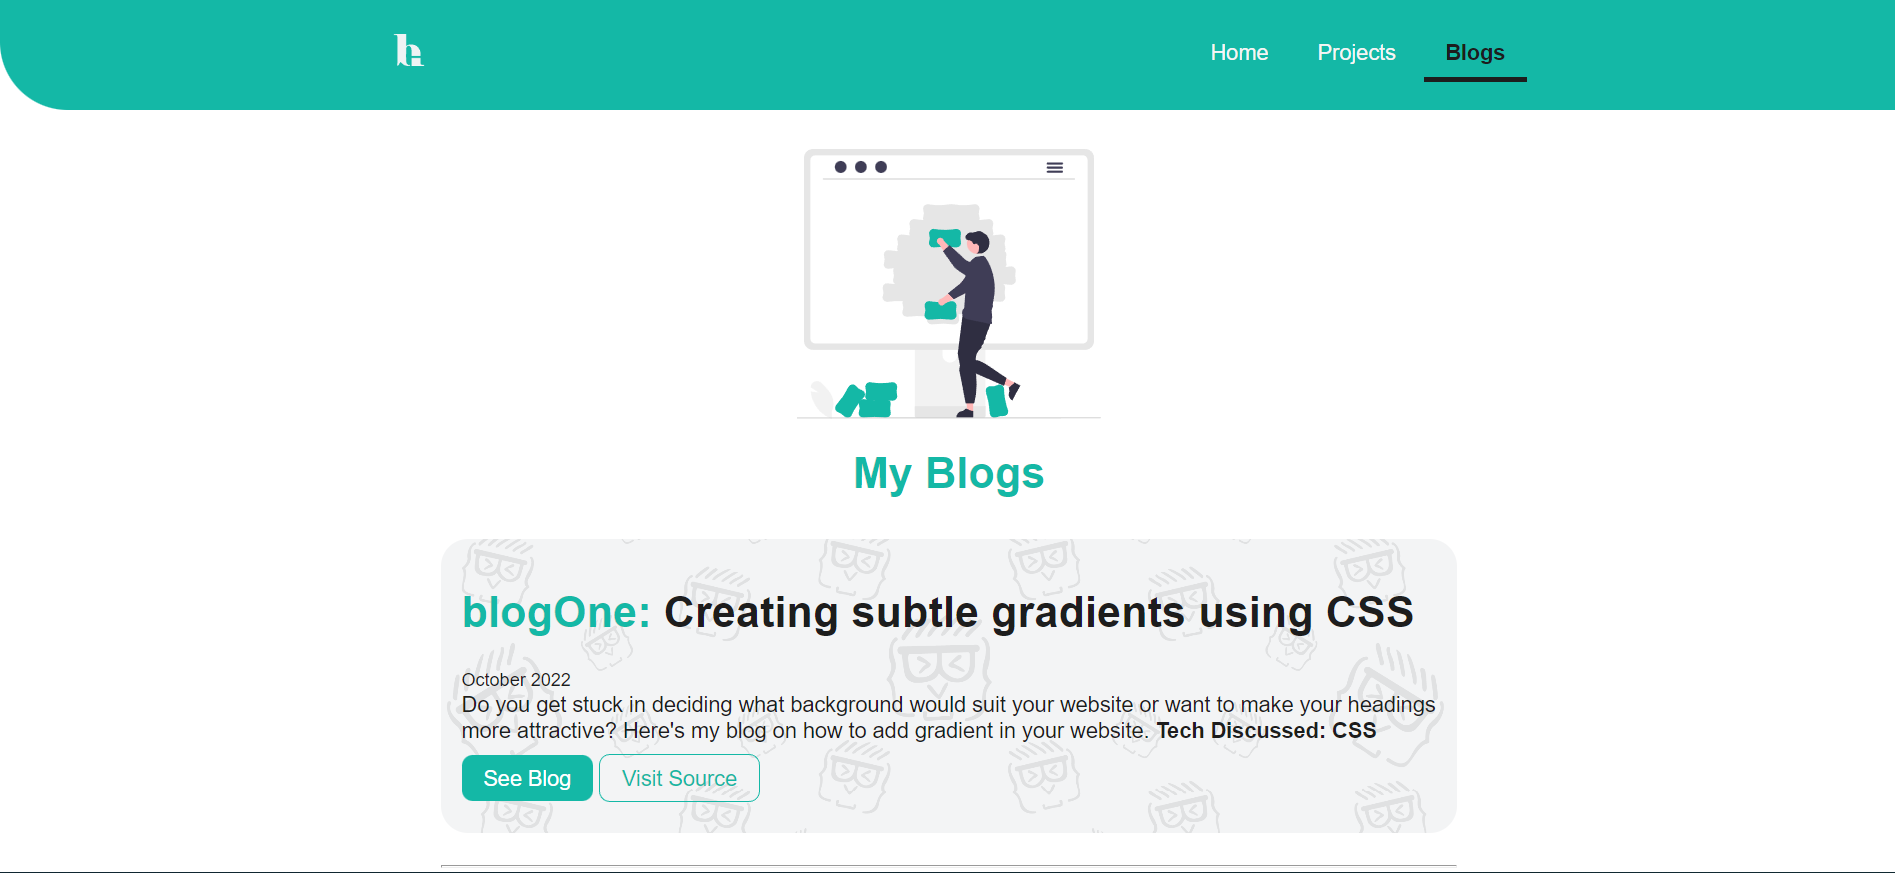 h
Home Projects Blogs
My Blogs
blogOne: Creating subtle gradients using CSS
October 2022
Do you get stuck in deciding what background would suit your website or want to make your headings
more attractive? Here's my blog on how to add gradient in your website. Tech Discussed: CSS
See Blog Visit Source